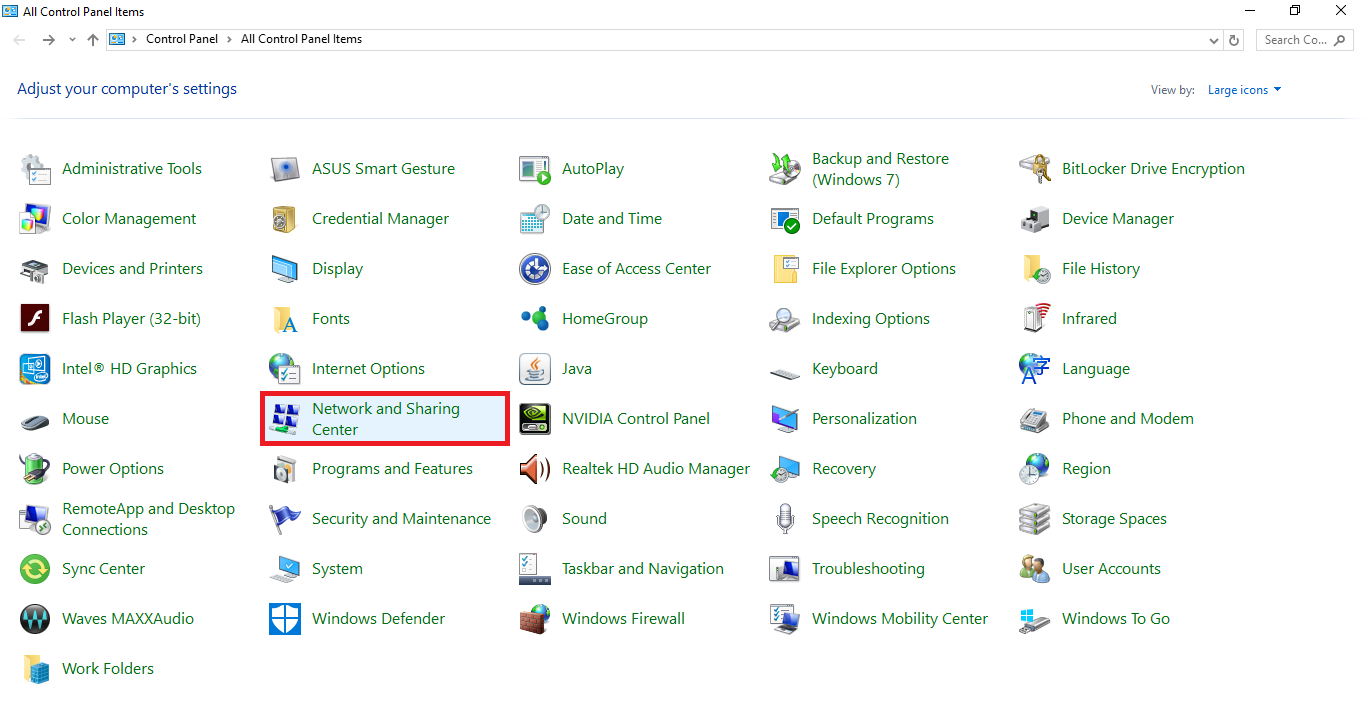 All Control Panel Items
Control Panel > All Control Panel Items
Search Co...
Adjust your computer's settings
View by: Large icons
Administrative Tools
ASUS Smart Gesture
AutoPlay
Backup and Restore
(Windows 7)
BitLocker Drive Encryption
Color Management
Credential Manager
Date and Time
Default Programs
Device Manager
Devices and Printers
Display
Ease of Access Center
File Explorer Options
File History
Flash Player (32-bit)
Fonts
HomeGroup
Indexing Options
Infrared
Intel® HD Graphics
Internet Options
Java
Keyboard
Language
Mouse
Network and Sharing
Center
NVIDIA Control Panel
Personalization
Phone and Modem
Power Options
Programs and Features
Realtek HD Audio Manager
Recovery
Region
RemoteApp and Desktop
Connections
Security and Maintenance
Sound
Speech Recognition
Storage Spaces
Sync Center
System
Taskbar and Navigation
Troubleshooting
User Accounts
Waves MAXXAudio
Windows Defender
Windows Firewall
Windows Mobility Center
Windows To Go
Work Folders